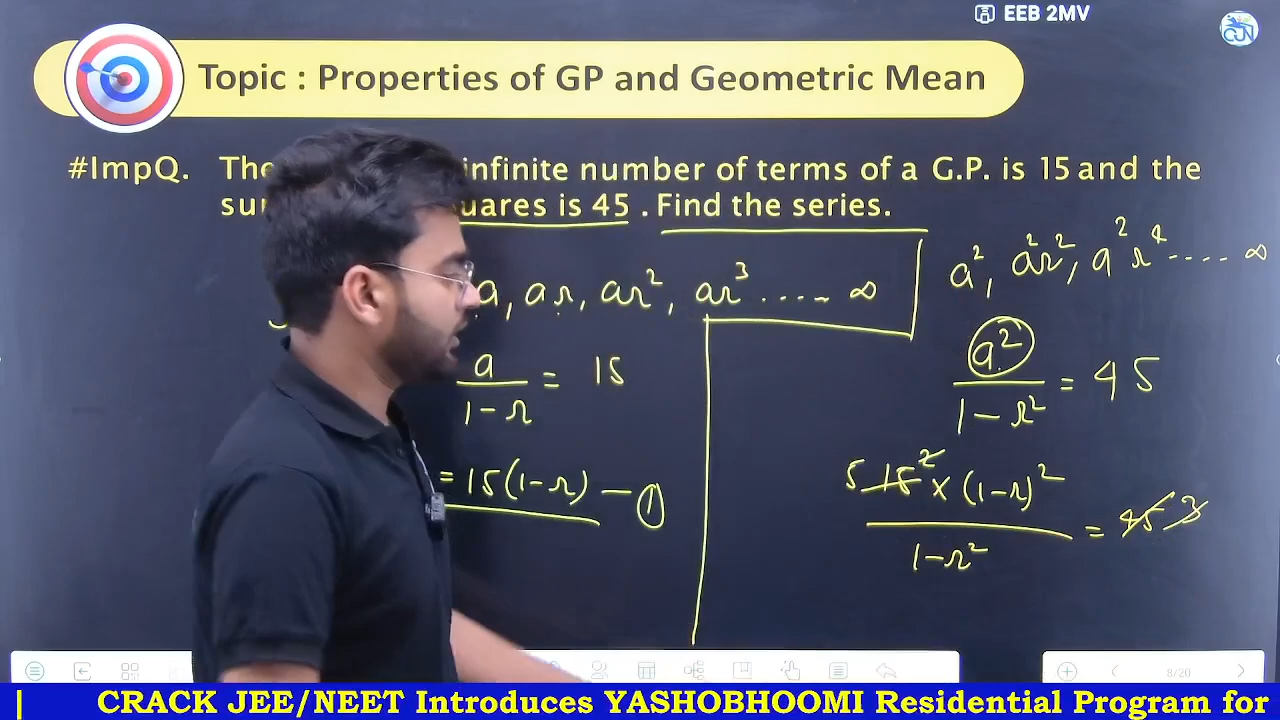 EEB 2MV
GUN
Topic : Properties of GP and Geometric Mean
#ImpQ. The infinite number of terms of a G.P. is 15 and the
uares is 45 . Find the series.
a, ar, ar², ar³ ..... ∞
a², a²r², a²r⁴ .... ∞
a/(1-r) = 15
a²/(1-r²) = 45
= 15(1-r) - ①
5 15² × (1-r)²/(1-r²) = 45 3
8/20
| CRACK JEE/NEET Introduces YASHOBHOOMI Residential Program for